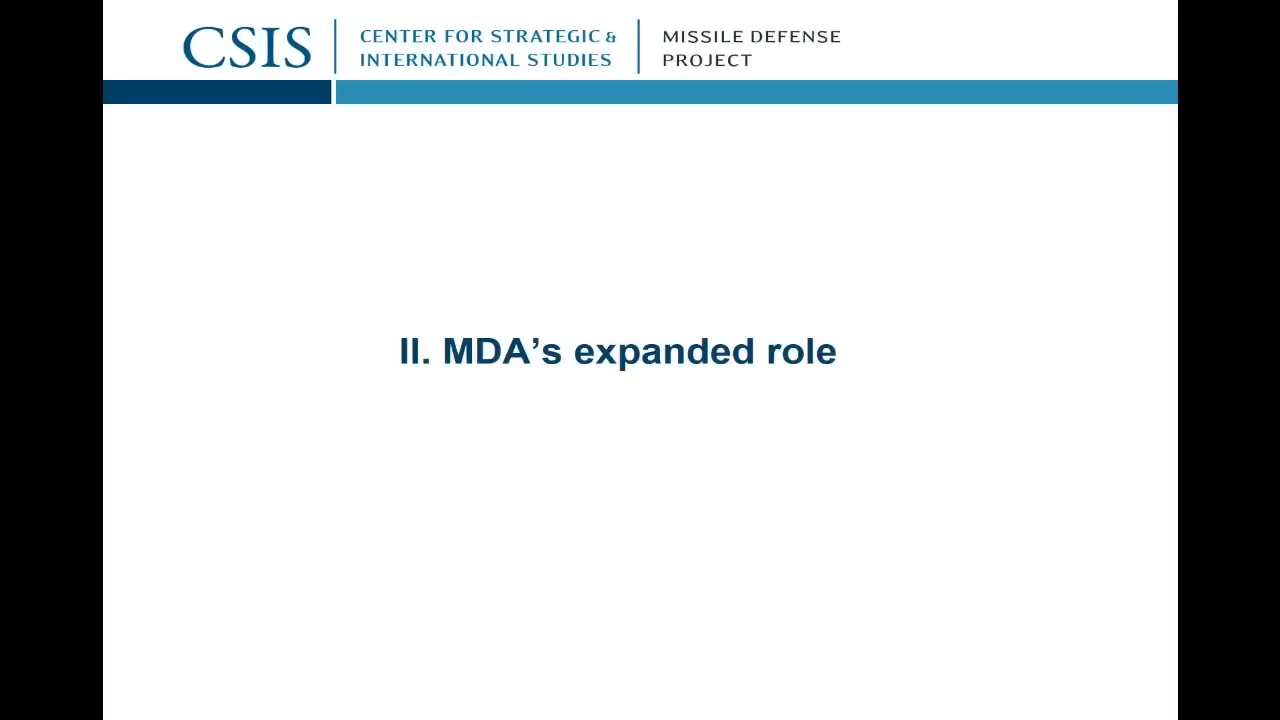 CSIS
CENTER FOR STRATEGIC &
INTERNATIONAL STUDIES
MISSILE DEFENSE
PROJECT
II. MDA’s expanded role